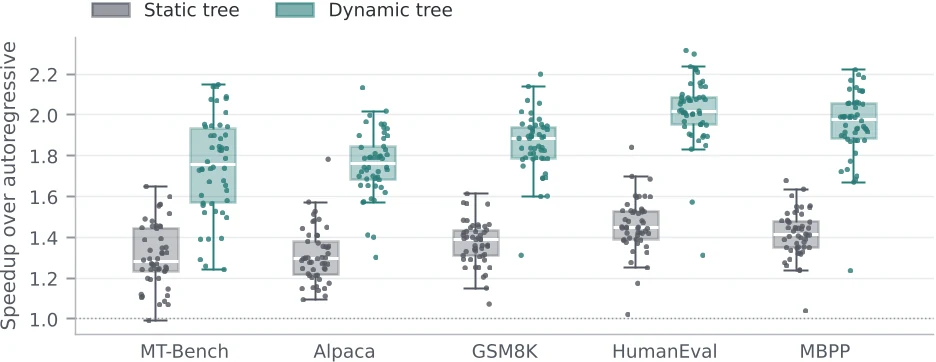 Static tree Dynamic tree
Speedup over autoregressive
2.2
2.0
1.8
1.6
1.4
1.2
1.0
MT-Bench Alpaca GSM8K HumanEval MBPP